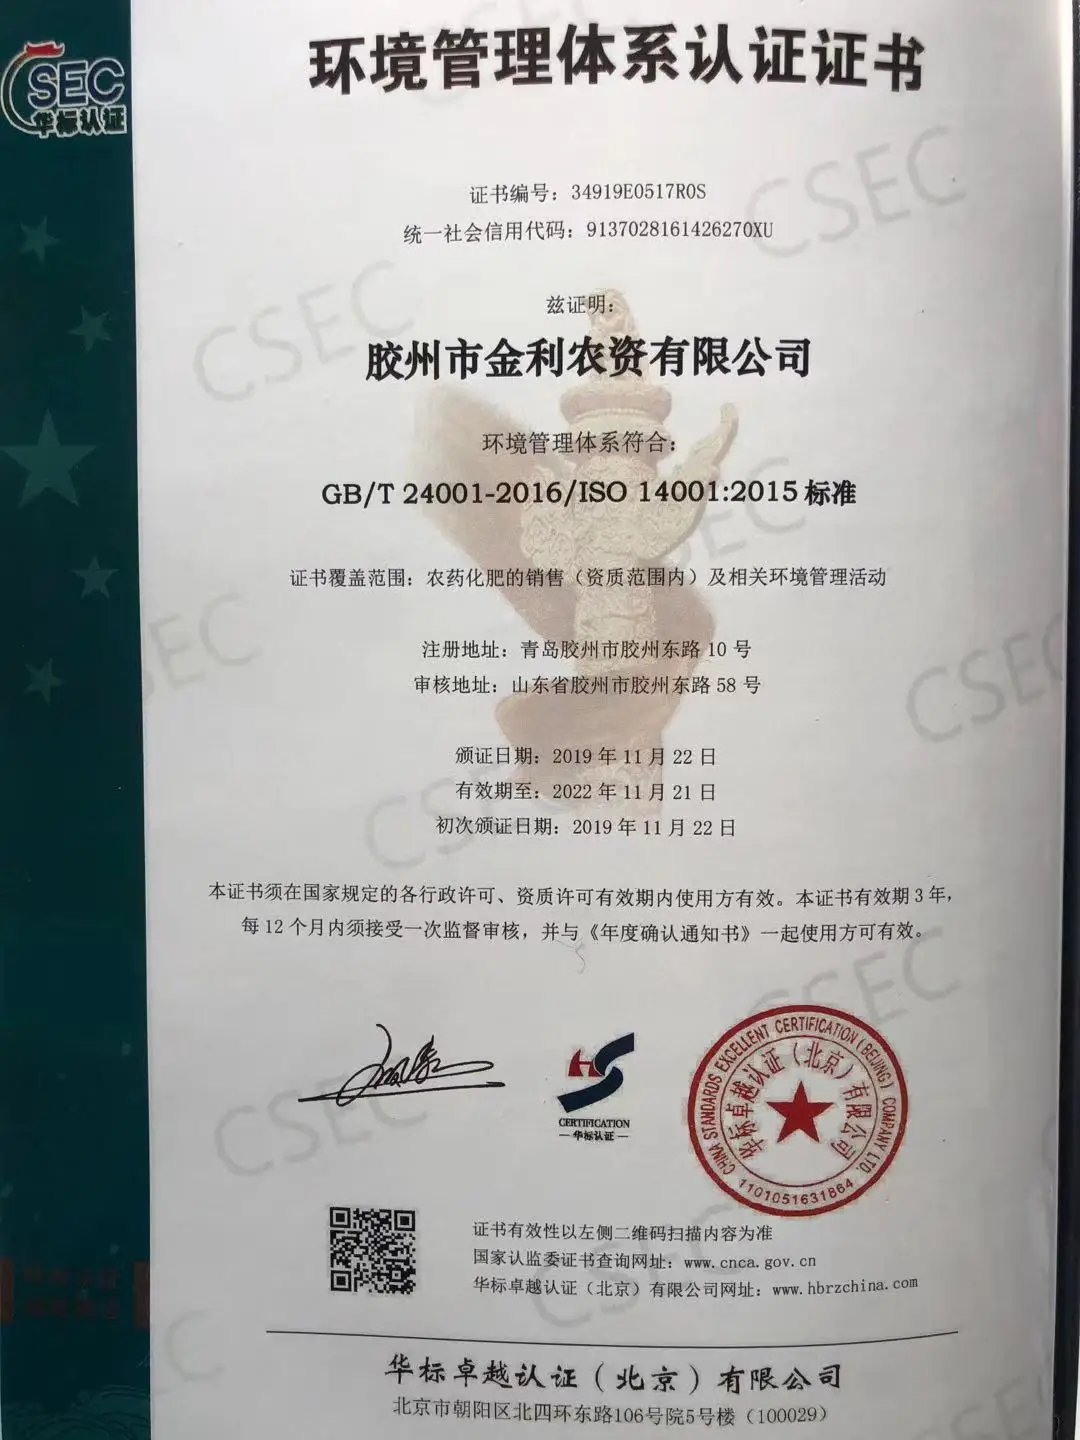 CSEC
华标认证
环境管理体系认证证书
证书编号：34919E0517R0S
统一社会信用代码：9137028161426270XU
兹证明：
胶州市金利农资有限公司
环境管理体系符合：
GB/T 24001-2016/ISO 14001:2015标准
证书覆盖范围：农药化肥的销售（资质范围内）及相关环境管理活动
注册地址：青岛胶州市胶州东路 10 号
审核地址：山东省胶州市胶州东路 58 号
颁证日期：2019 年 11 月 22 日
有效期至：2022 年 11 月 21 日
初次颁证日期：2019 年 11 月 22 日
本证书须在国家规定的各行政许可、资质许可有效期内使用方有效。本证书有效期 3 年，
每 12 个月内须接受一次监督审核，并与《年度确认通知书》一起使用方可有效。
HS
CERTIFICATION
—华标认证—
CHINA STANDARDS EXCELLENT CERTIFICATION (BEIJING) COMPANY LTD.
华标卓越认证（北京）有限公司
1101051631864
证书有效性以左侧二维码扫描内容为准
国家认监委证书查询网址：www.cnca.gov.cn
华标卓越认证（北京）有限公司网址：www.hbrzchina.com
华标卓越认证（北京）有限公司
北京市朝阳区北四环东路106号院5号楼（100029）